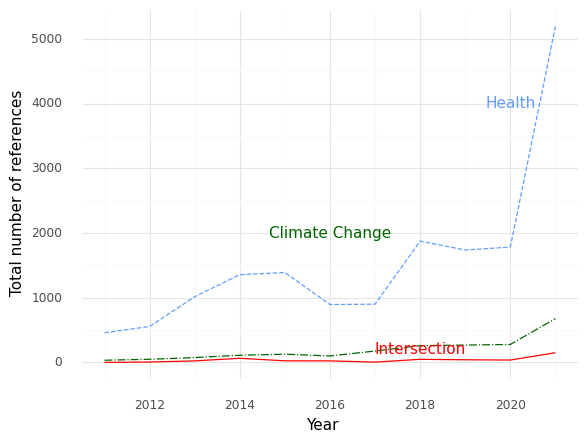 5000
4000
3000
2000
1000
0
Total number of references
Health
Climate Change
Intersection
2012 2014 2016 2018 2020
Year